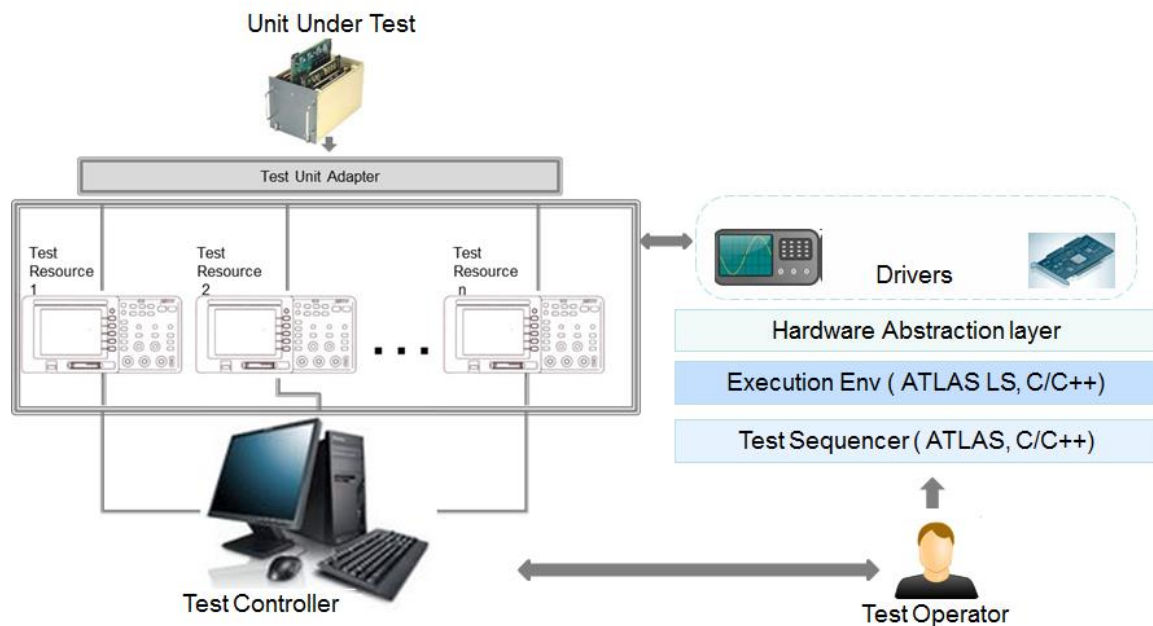 Unit Under Test
Test Unit Adapter
Test
Resource
1
Test
Resource
2
Test
Resource
n
Drivers
Hardware Abstraction layer
Execution Env ( ATLAS LS, C/C++)
Test Sequencer ( ATLAS, C/C++)
Test Controller
Test Operator